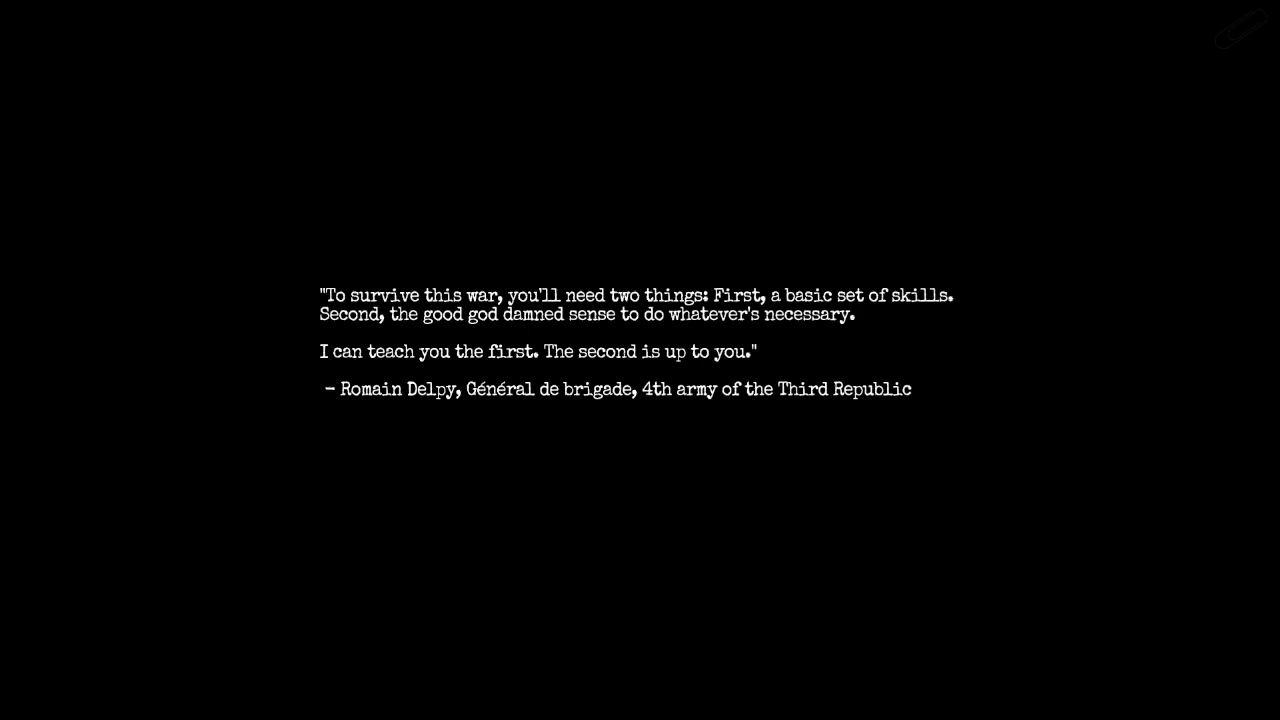 "To survive this war, you'll need two things: First, a basic set of skills.
Second, the good god damned sense to do whatever's necessary.
I can teach you the first. The second is up to you."
- Romain Delpy, Général de brigade, 4th army of the Third Republic